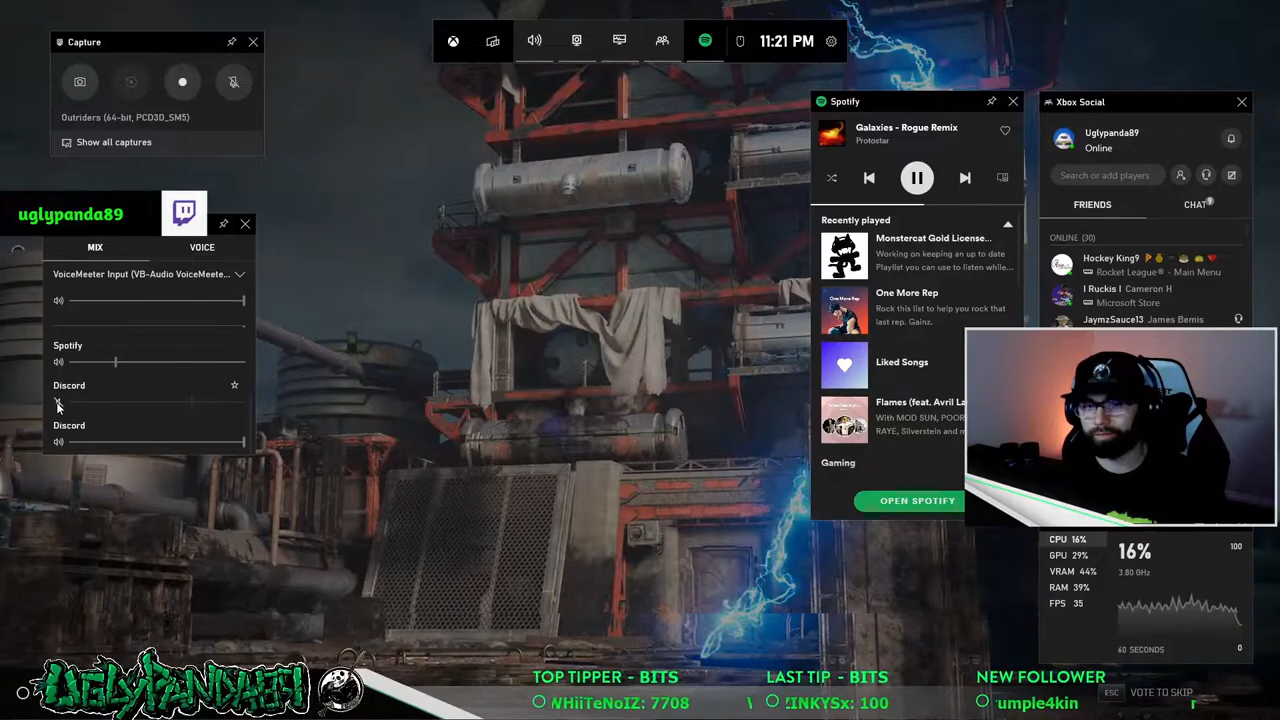 Capture
11:21 PM
Outriders (64-bit, PCD3D_SM5)
Show all captures
uglypanda89
MIX
VOICE
VoiceMeeter Input (VB-Audio VoiceMeete...
Spotify
Discord
Discord
Spotify
Galaxies - Rogue Remix
Protostar
Recently played
Monstercat Gold License...
Working on keeping an up to date
Playlist you can use to listen while...
One More Rep
Rock this list to help you rock that
last rep. Gainz.
Liked Songs
Flames (feat. Avril La
With MOD SUN, POOR
RAYE, Silverstein and m
Gaming
OPEN SPOTIFY
Xbox Social
Uglypanda89
Online
Search or add players
FRIENDS
CHAT
ONLINE (30)
Hockey King9
Rocket League® - Main Menu
I Ruckis I Cameron H
Microsoft Store
JaymzSauce13 James Bemis
CPU 16%
GPU 29%
VRAM 44%
RAM 39%
FPS 35
16%
3.80 GHz
100
60 SECONDS
0
UGLYPANDA89
TOP TIPPER - BITS
WHiiTeNoIZ: 7708
LAST TIP - BITS
INKYSx: 100
NEW FOLLOWER
umple4kin
ESC VOTE TO SKIP